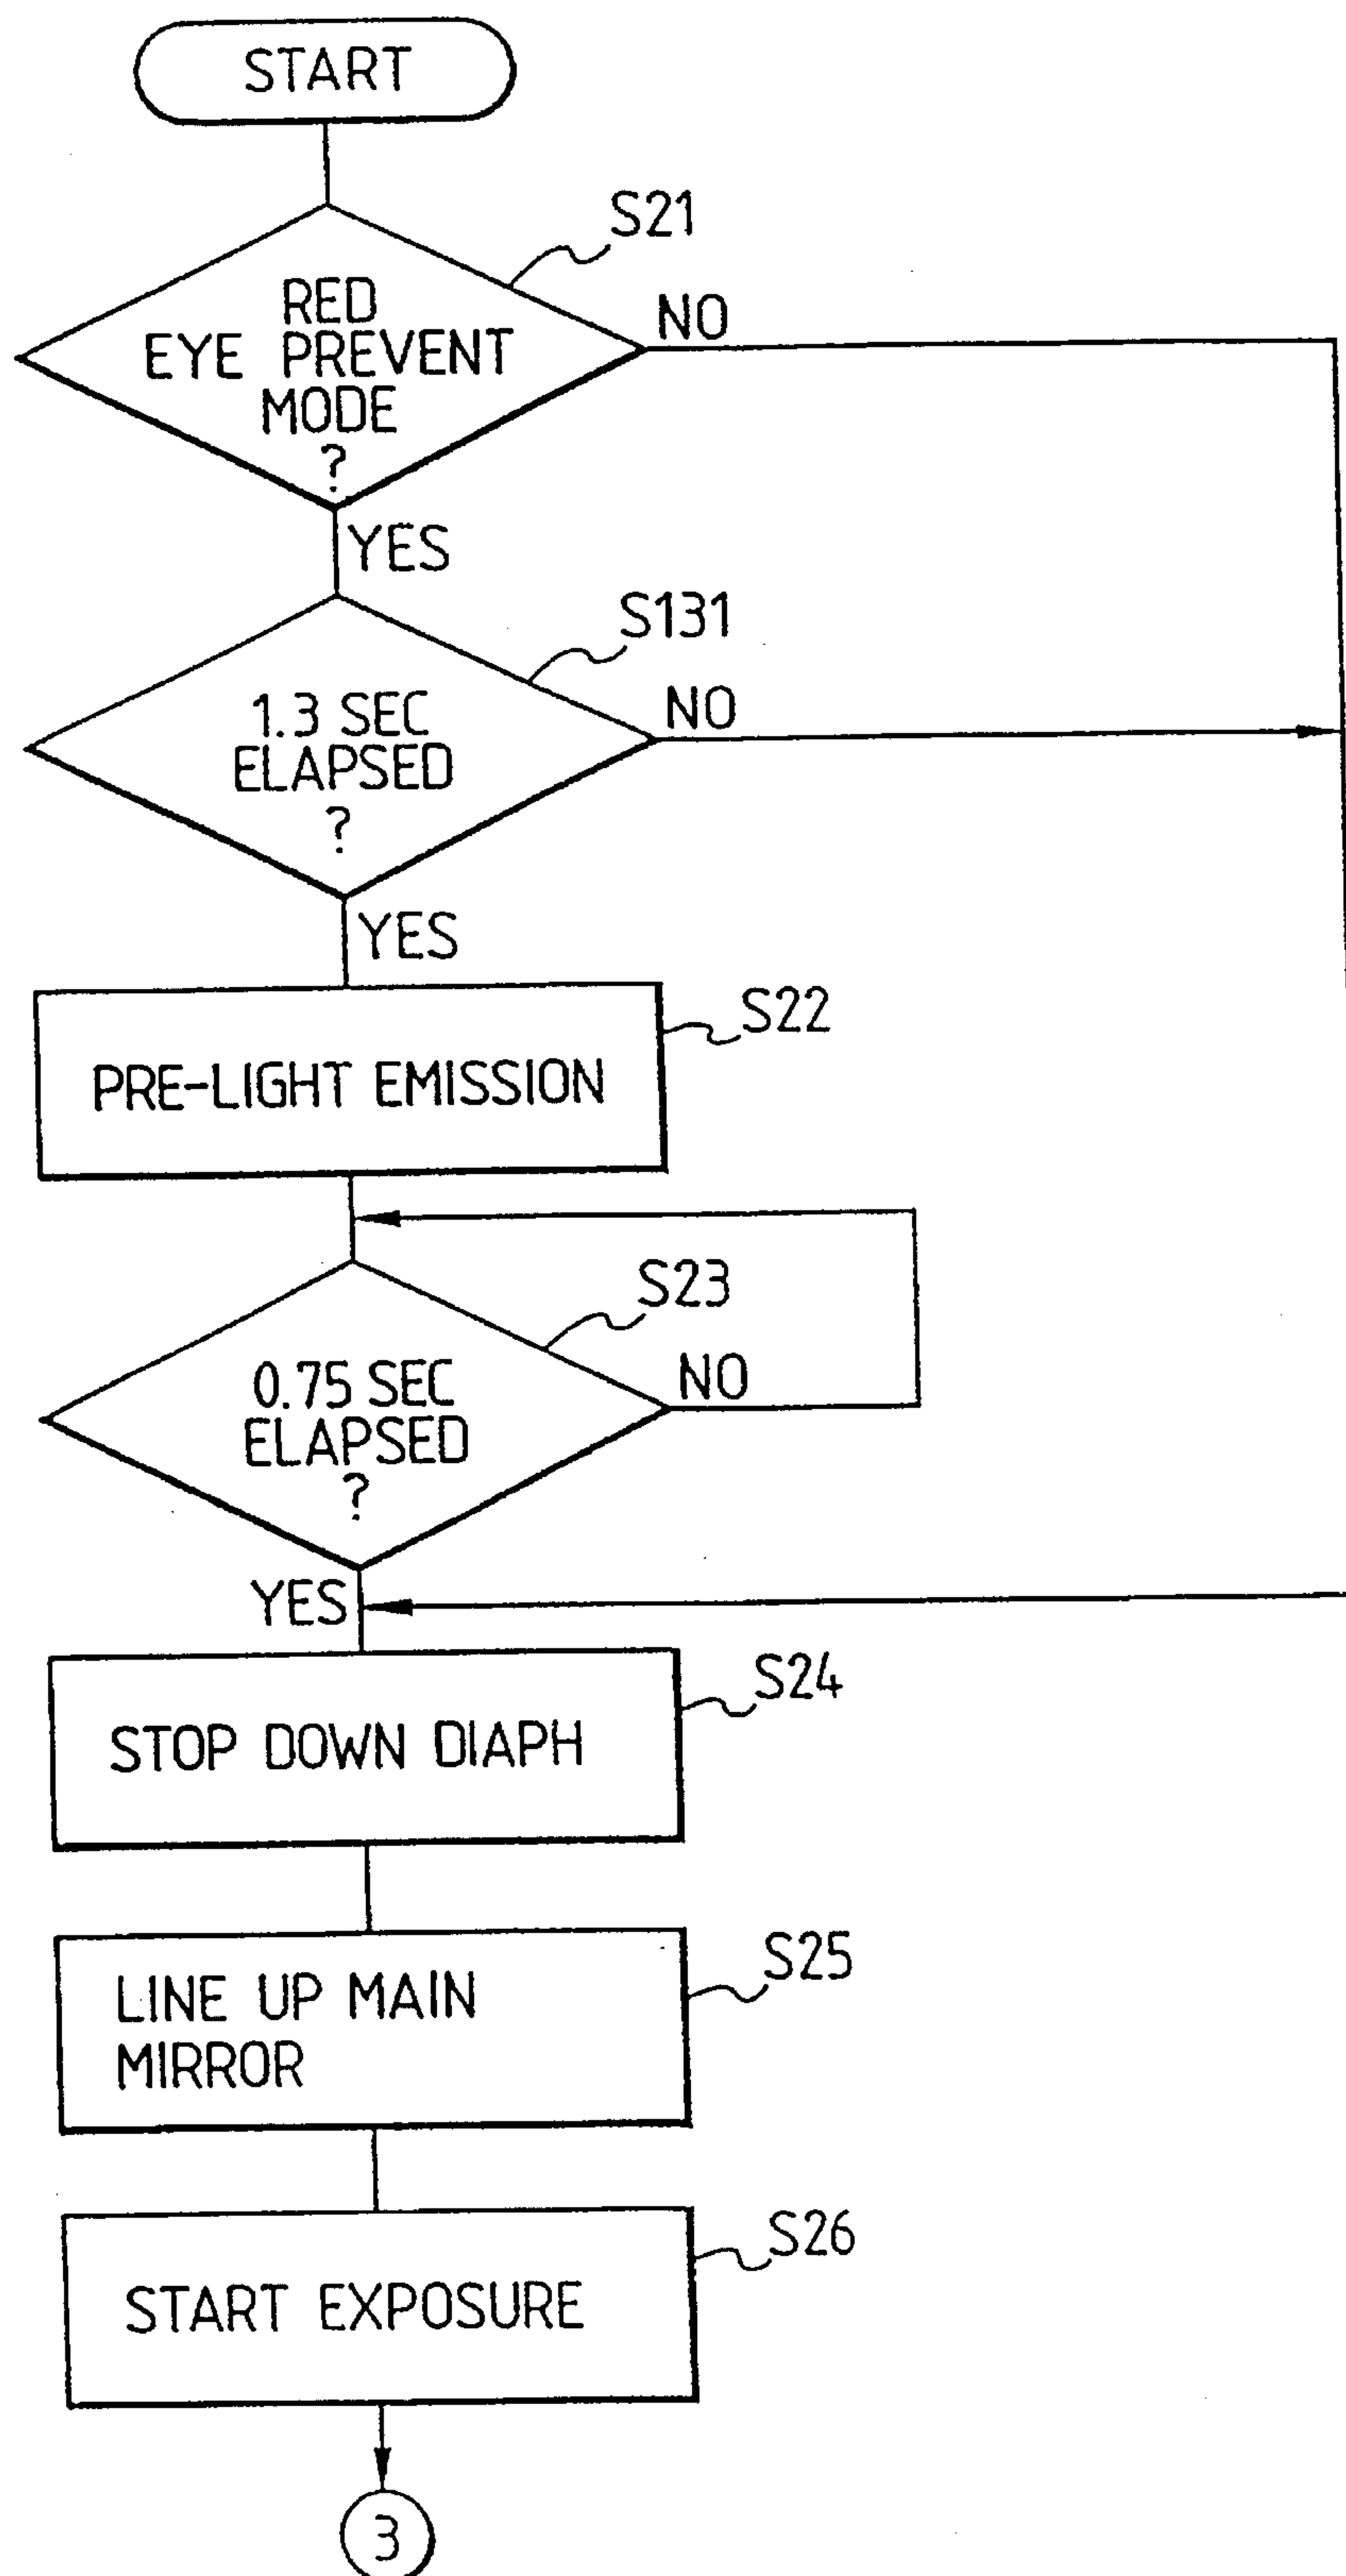 START
S21
RED
EYE PREVENT
MODE
?
NO
YES
S131
1.3 SEC
ELAPSED
?
NO
YES
S22
PRE-LIGHT EMISSION
S23
0.75 SEC
ELAPSED
?
NO
YES
S24
STOP DOWN DIAPH
S25
LINE UP MAIN
MIRROR
S26
START EXPOSURE
3